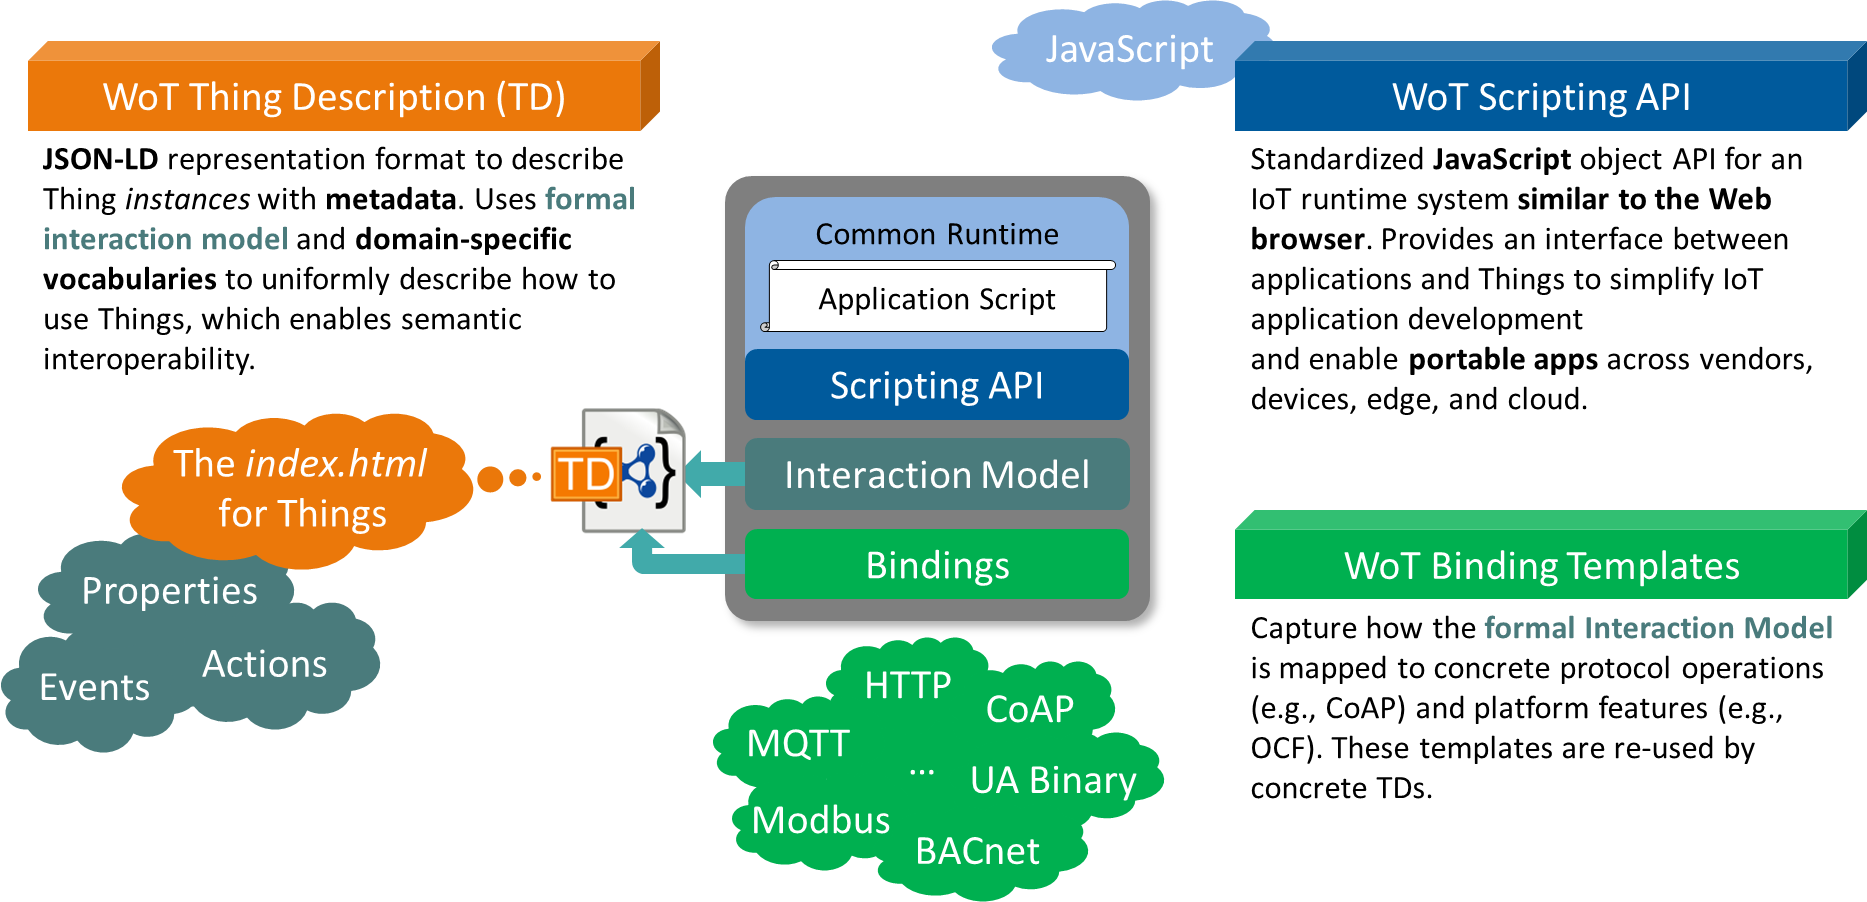 JavaScript
WoT Thing Description (TD)
JSON-LD representation format to describe
Thing instances with metadata. Uses formal
interaction model and domain-specific
vocabularies to uniformly describe how to
use Things, which enables semantic
interoperability.
The index.html
for Things
Properties
Actions
Events
TD
{ }
Common Runtime
Application Script
Scripting API
Interaction Model
Bindings
HTTP
CoAP
MQTT
...
UA Binary
Modbus
BACnet
WoT Scripting API
Standardized JavaScript object API for an
IoT runtime system similar to the Web
browser. Provides an interface between
applications and Things to simplify IoT
application development
and enable portable apps across vendors,
devices, edge, and cloud.
WoT Binding Templates
Capture how the formal Interaction Model
is mapped to concrete protocol operations
(e.g., CoAP) and platform features (e.g.,
OCF). These templates are re-used by
concrete TDs.